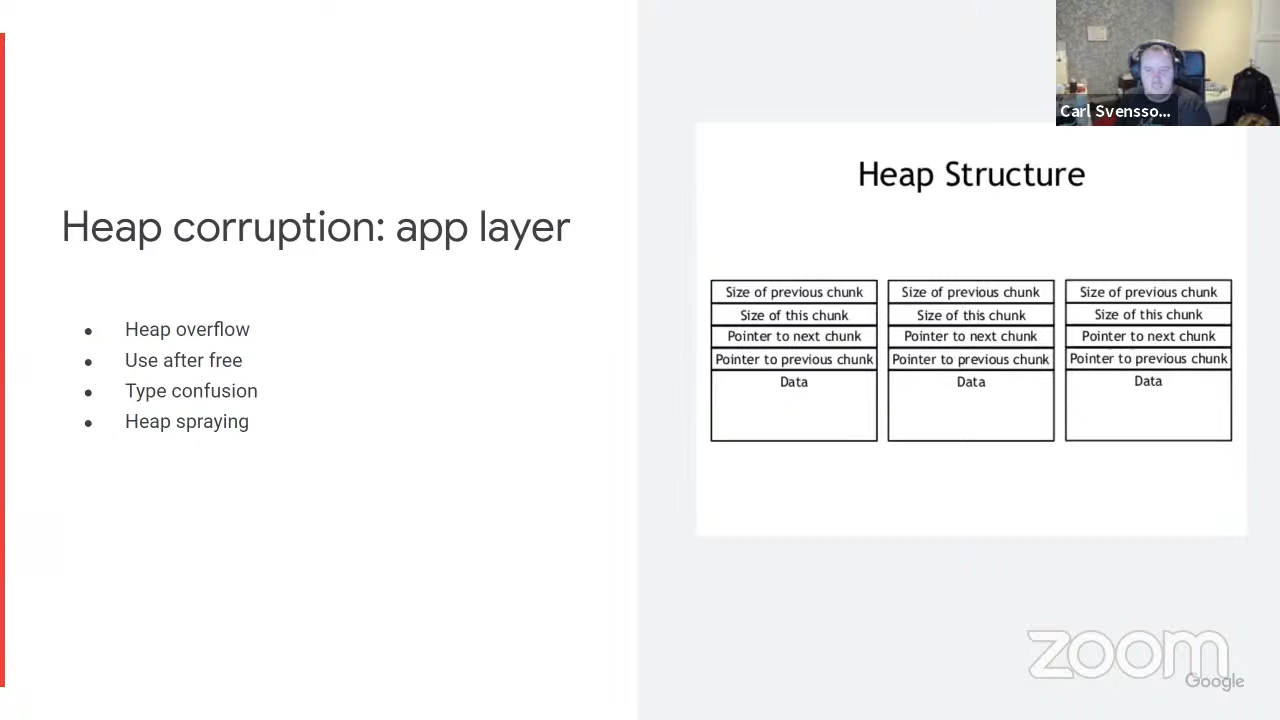 Heap corruption: app layer
● Heap overflow
● Use after free
● Type confusion
● Heap spraying
Carl Svensso...
Heap Structure
Size of previous chunk
Size of this chunk
Pointer to next chunk
Pointer to previous chunk
Data
Size of previous chunk
Size of this chunk
Pointer to next chunk
Pointer to previous chunk
Data
Size of previous chunk
Size of this chunk
Pointer to next chunk
Pointer to previous chunk
Data
zoom
Google